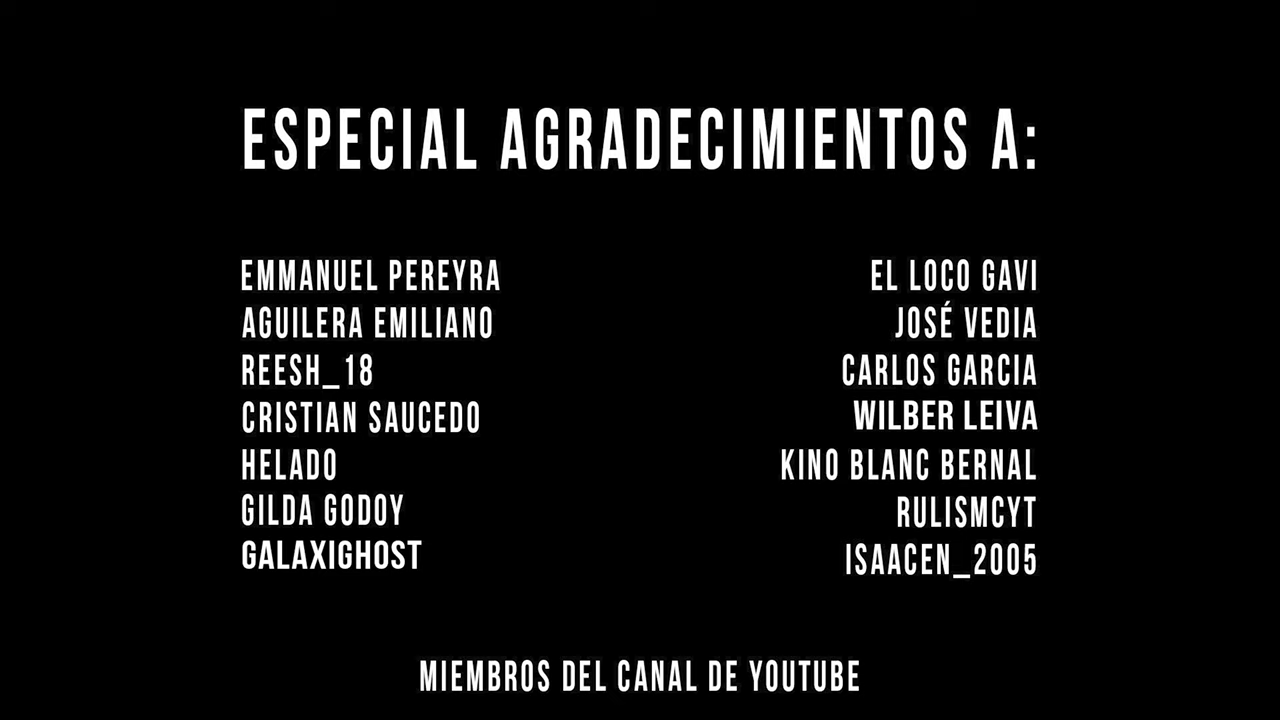 ESPECIAL AGRADECIMIENTOS A:
EMMANUEL PEREYRA
AGUILERA EMILIANO
REESH_18
CRISTIAN SAUCEDO
HELADO
GILDA GODOY
GALAXIGHOST
EL LOCO GAVI
JOSÉ VEDIA
CARLOS GARCIA
WILBER LEIVA
KINO BLANC BERNAL
RULISMCYT
ISAACEN_2005
MIEMBROS DEL CANAL DE YOUTUBE